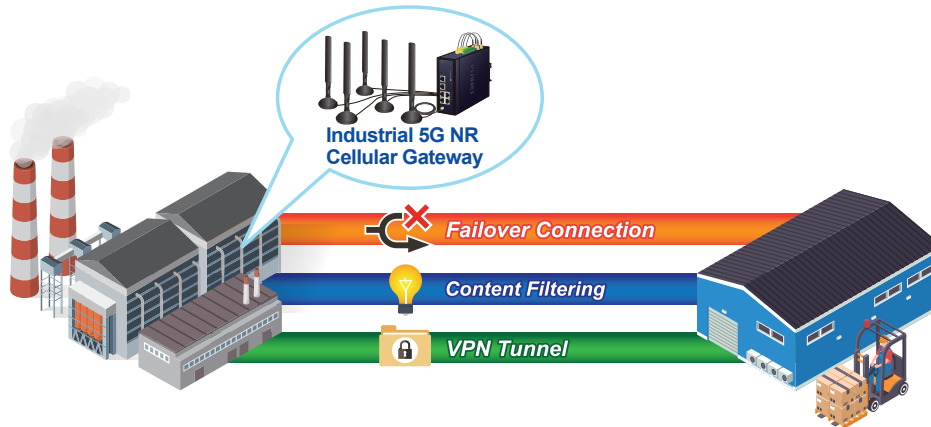 Industrial 5G NR
Cellular Gateway
Failover Connection
Content Filtering
VPN Tunnel